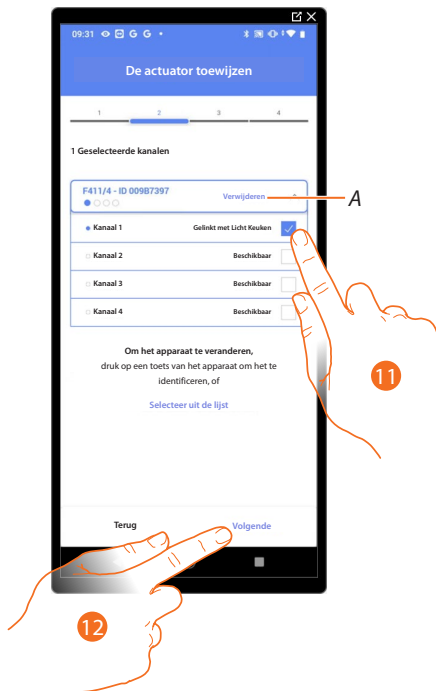 09:31 G G
De actuator toewijzen
1 2 3 4
1 Geselecteerde kanalen
F411/4 - ID 009B7397 Verwijderen A
Kanaal 1 Gelinkt met Licht Keuken
Kanaal 2 Beschikbaar
Kanaal 3 Beschikbaar
Kanaal 4 Beschikbaar
Om het apparaat te veranderen,
druk op een toets van het apparaat om het te
identificeren, of
Selecteer uit de lijst
11
Terug Volgende
12